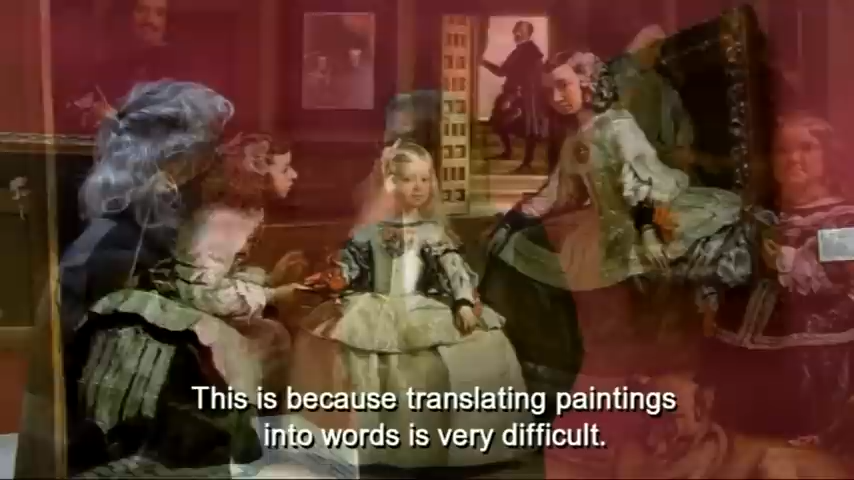 This is because translating paintings
into words is very difficult.